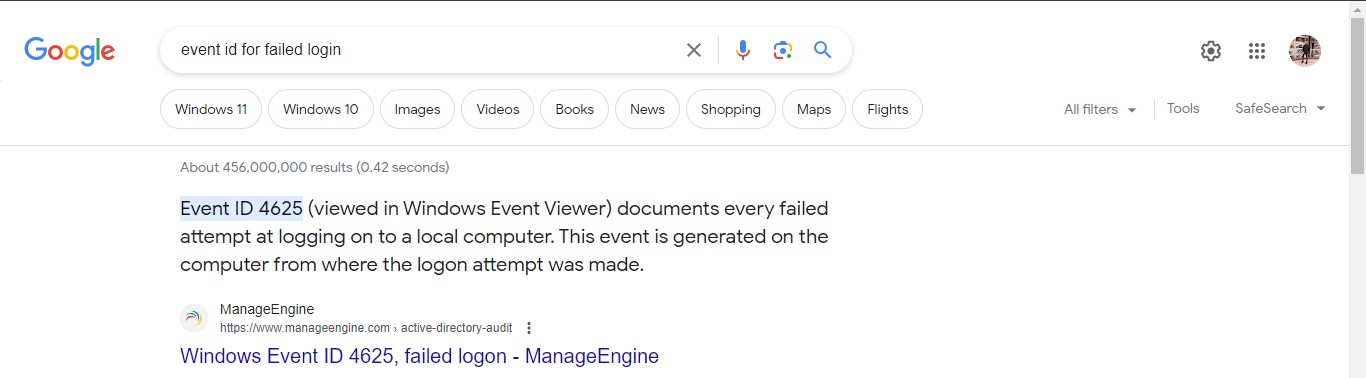 Google
event id for failed login
Windows 11
Windows 10
Images
Videos
Books
News
Shopping
Maps
Flights
All filters
Tools
SafeSearch
About 456,000,000 results (0.42 seconds)
Event ID 4625 (viewed in Windows Event Viewer) documents every failed
attempt at logging on to a local computer. This event is generated on the
computer from where the logon attempt was made.
ManageEngine
https://www.manageengine.com › active-directory-audit
Windows Event ID 4625, failed logon - ManageEngine